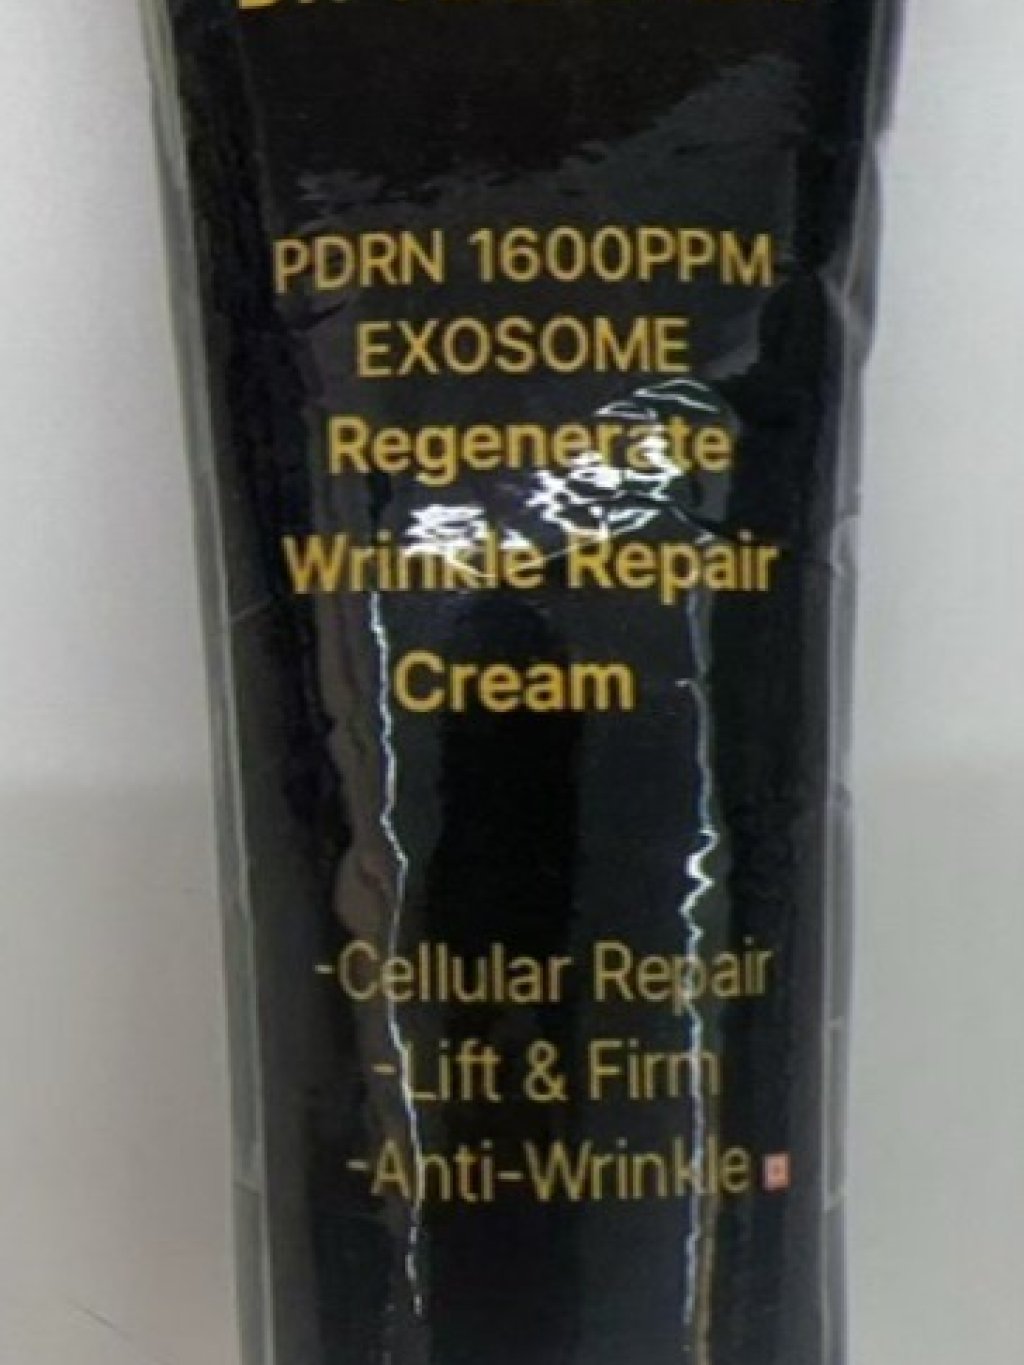 PDRN 1600PPM
EXOSOME
Regenerate
Wrinkle Repair
Cream
-Cellular Repair
-Lift & Firm
-Anti-Wrinkle